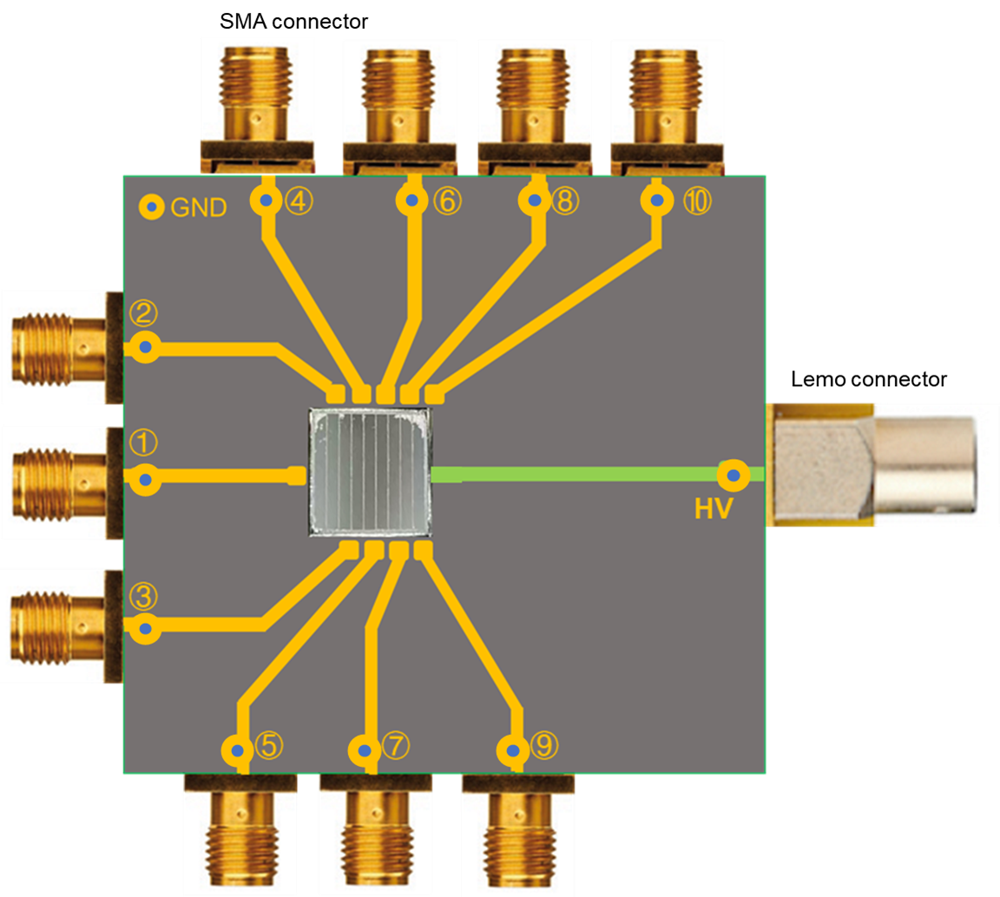 SMA connector
④ ⑥ ⑧ ⑩
GND
②
Lemo connector
①
HV
③
⑤ ⑦ ⑨